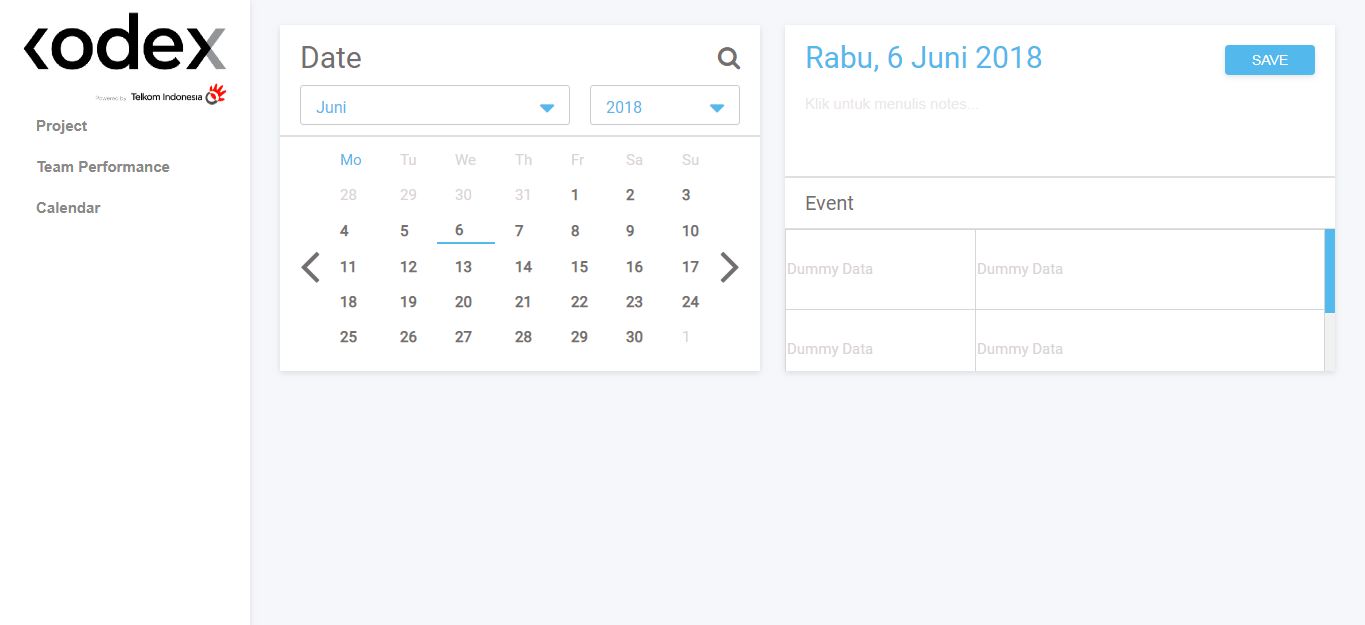 kodex
Powered by Telkom Indonesia
Project
Team Performance
Calendar
Date
Juni 2018
Mo Tu We Th Fr Sa Su
28 29 30 31 1 2 3
4 5 6 7 8 9 10
11 12 13 14 15 16 17
18 19 20 21 22 23 24
25 26 27 28 29 30 1
Rabu, 6 Juni 2018 SAVE
Klik untuk menulis notes...
Event
Dummy Data Dummy Data
Dummy Data Dummy Data